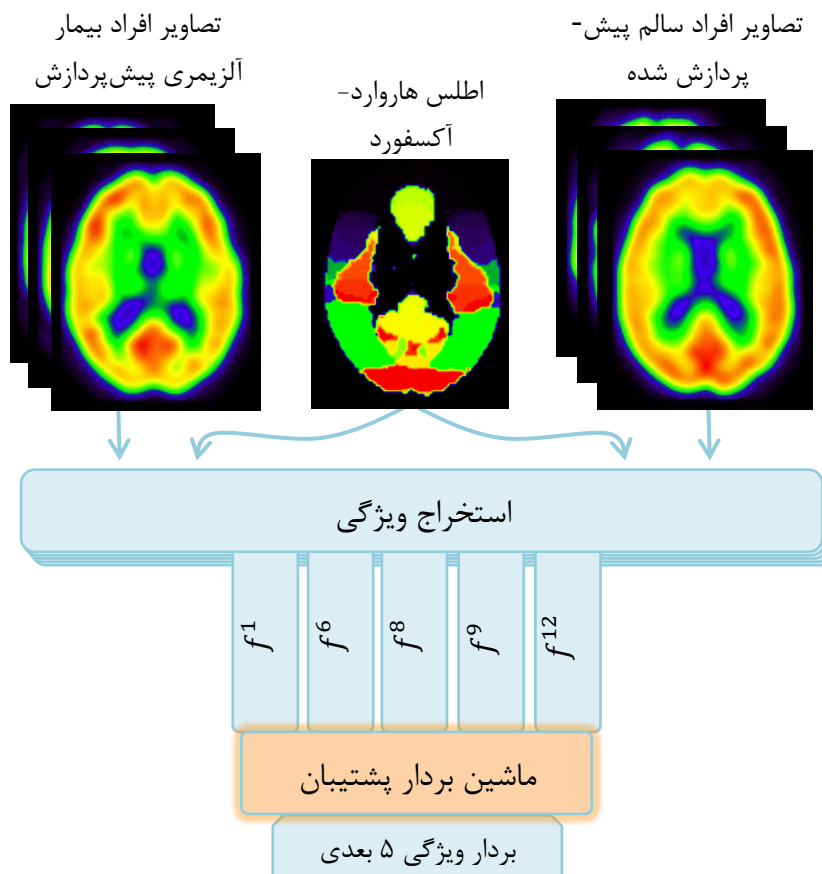 تصاویر افراد سالم پیش-
پردازش شده
اطلس هاروارد-
آکسفورد
تصاویر افراد بیمار
آلزیمری پیش‌پردازش
استخراج ویژگی
f¹
f⁶
f⁸
f⁹
f¹²
ماشین بردار پشتیبان
بردار ویژگی ۵ بعدی